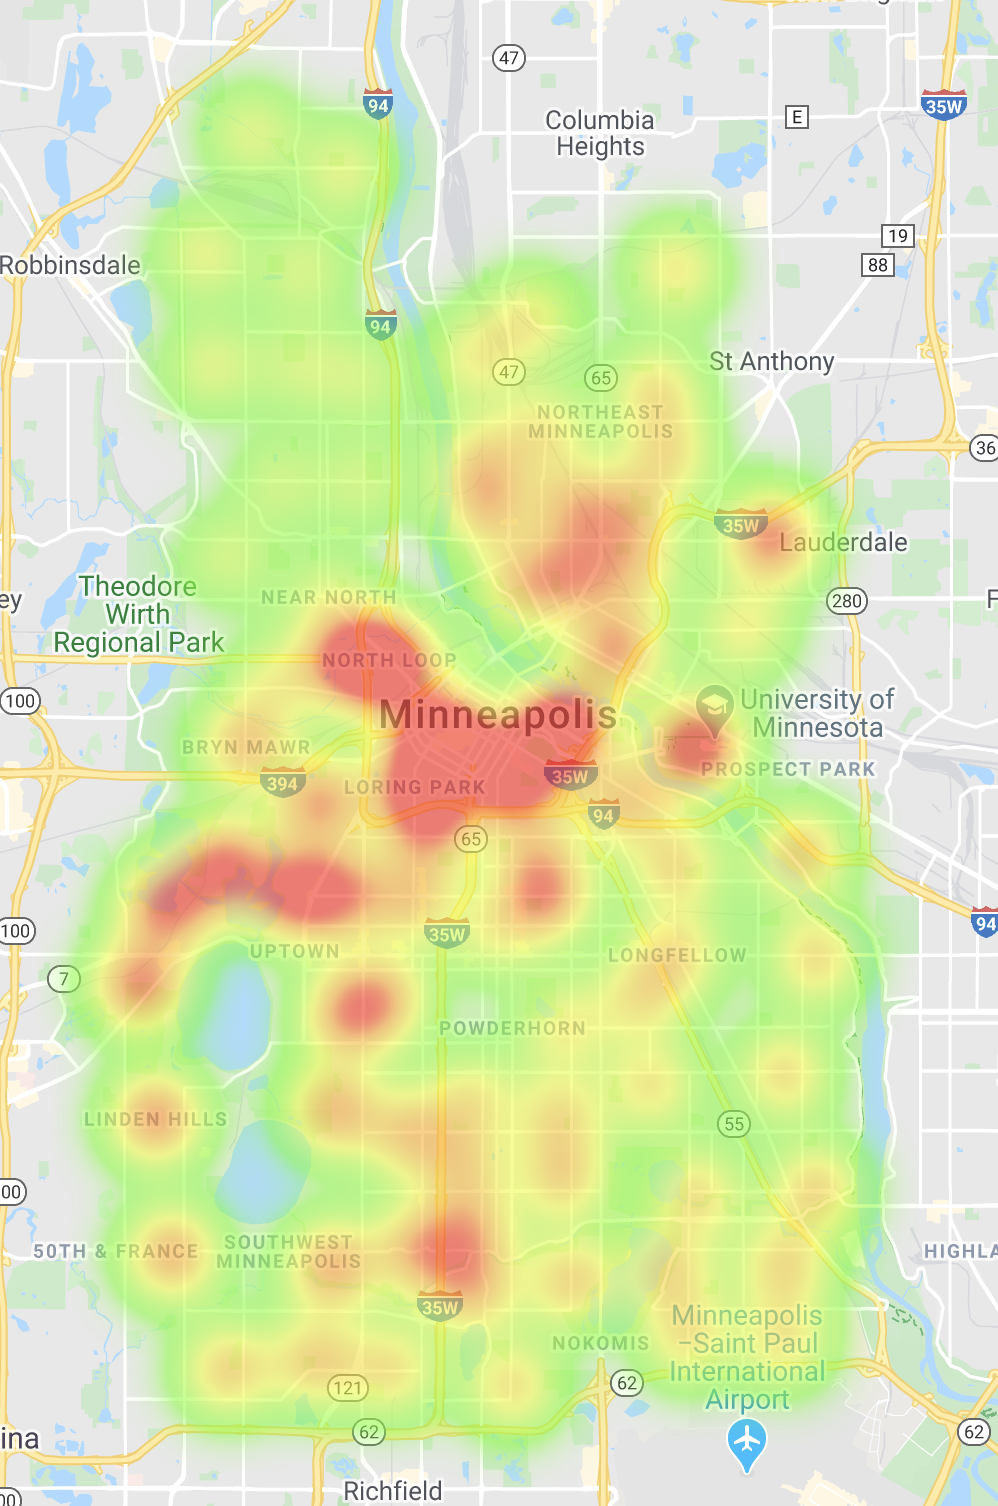 47
94
35W
Columbia
Heights
E
19
88
Robbinsdale
94
St Anthony
47
65
NORTHEAST
MINNEAPOLIS
36
35W
Lauderdale
Theodore
Wirth
Regional Park
ey
NEAR NORTH
280
F
NORTH LOOP
100
Minneapolis
University of
Minnesota
BRYN MAWR
PROSPECT PARK
394
LORING PARK
35W
94
65
100
35W
94
UPTOWN
LONGFELLOW
7
POWDERHORN
LINDEN HILLS
55
00
50TH & FRANCE
SOUTHWEST
MINNEAPOLIS
HIGHLA
35W
Minneapolis
–Saint Paul
International
Airport
NOKOMIS
62
121
62
62
ina
Richfield
00